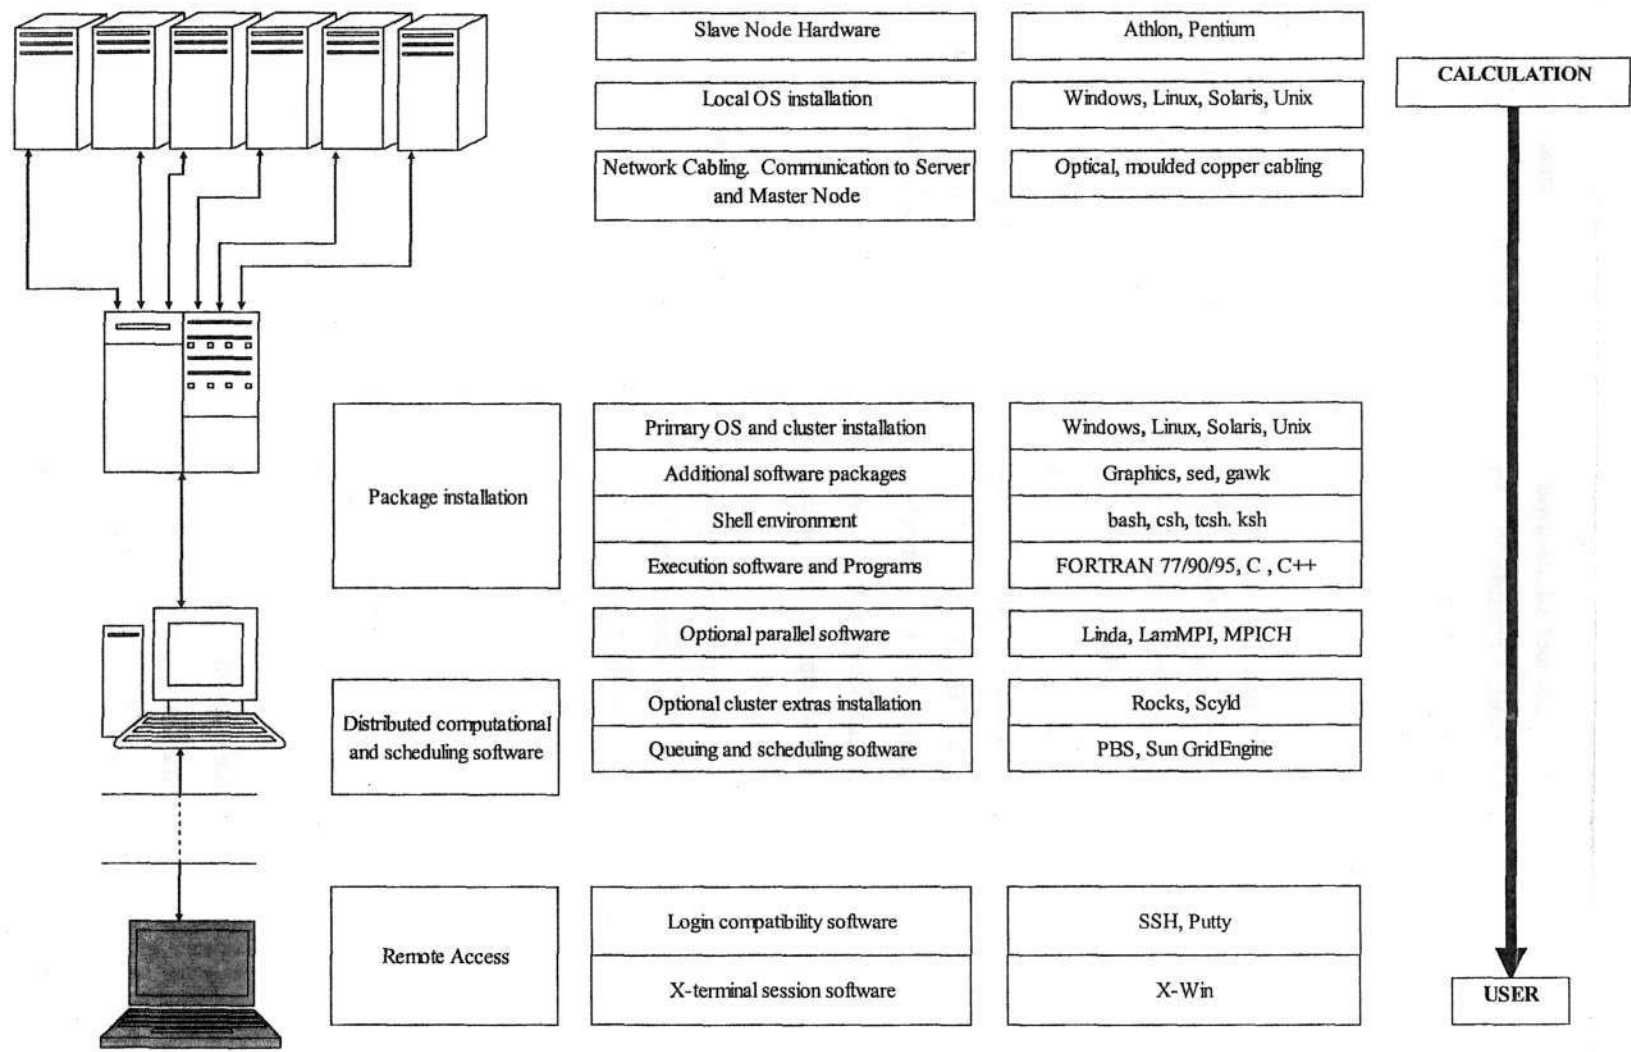 Slave Node Hardware
Athlon, Pentium
CALCULATION
Local OS installation
Windows, Linux, Solaris, Unix
Network Cabling. Communication to Server
and Master Node
Optical, moulded copper cabling
Package installation
Primary OS and cluster installation
Windows, Linux, Solaris, Unix
Additional software packages
Graphics, sed, gawk
Shell environment
bash, csh, tcsh. ksh
Execution software and Programs
FORTRAN 77/90/95, C , C++
Optional parallel software
Linda, LamMPI, MPICH
Distributed computational
and scheduling software
Optional cluster extras installation
Rocks, Scyld
Queuing and scheduling software
PBS, Sun GridEngine
Remote Access
Login compatibility software
SSH, Putty
X-terminal session software
X-Win
USER